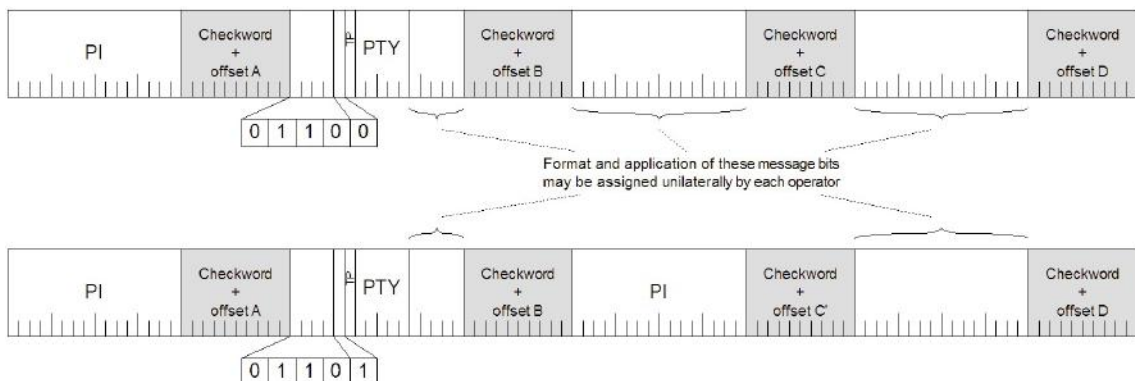 PI
Checkword
+
offset A
TP
PTY
Checkword
+
offset B
Checkword
+
offset C
Checkword
+
offset D
0 1 1 0 0
Format and application of these message bits
may be assigned unilaterally by each operator
PI
Checkword
+
offset A
TP
PTY
Checkword
+
offset B
PI
Checkword
+
offset C'
Checkword
+
offset D
0 1 1 0 1